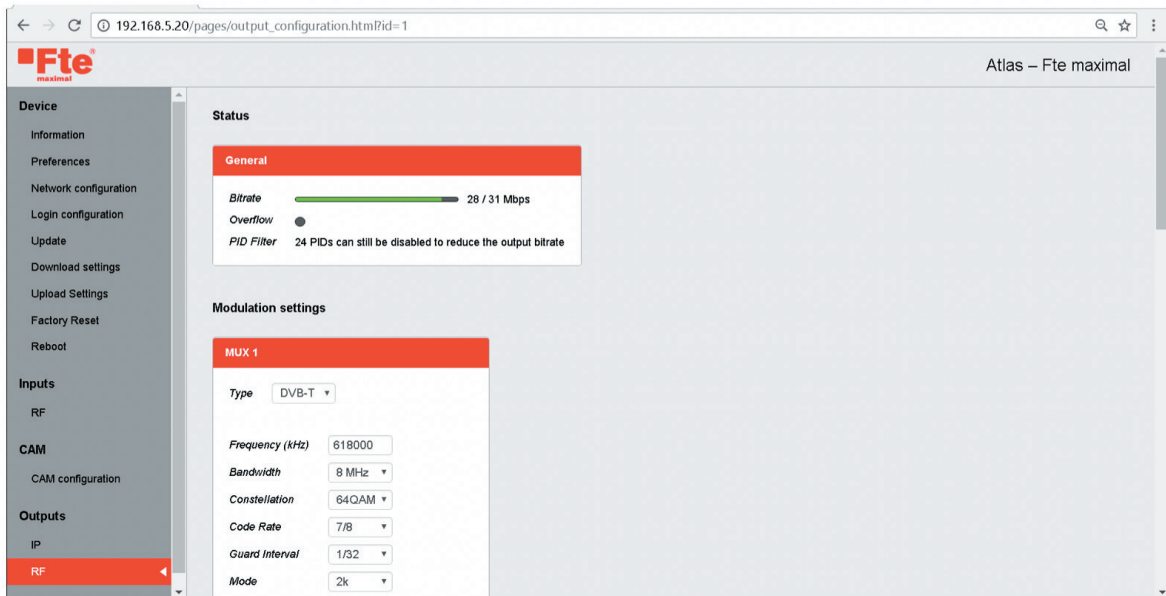 192.168.5.20/pages/output_configuration.html?id=1
Fte®
maximal
Atlas – Fte maximal
Device
Information
Preferences
Network configuration
Login configuration
Update
Download settings
Upload Settings
Factory Reset
Reboot
Inputs
RF
CAM
CAM configuration
Outputs
IP
RF
Status
General
Bitrate 28 / 31 Mbps
Overflow
PID Filter 24 PIDs can still be disabled to reduce the output bitrate
Modulation settings
MUX 1
Type DVB-T
Frequency (kHz) 618000
Bandwidth 8 MHz
Constellation 64QAM
Code Rate 7/8
Guard Interval 1/32
Mode 2k